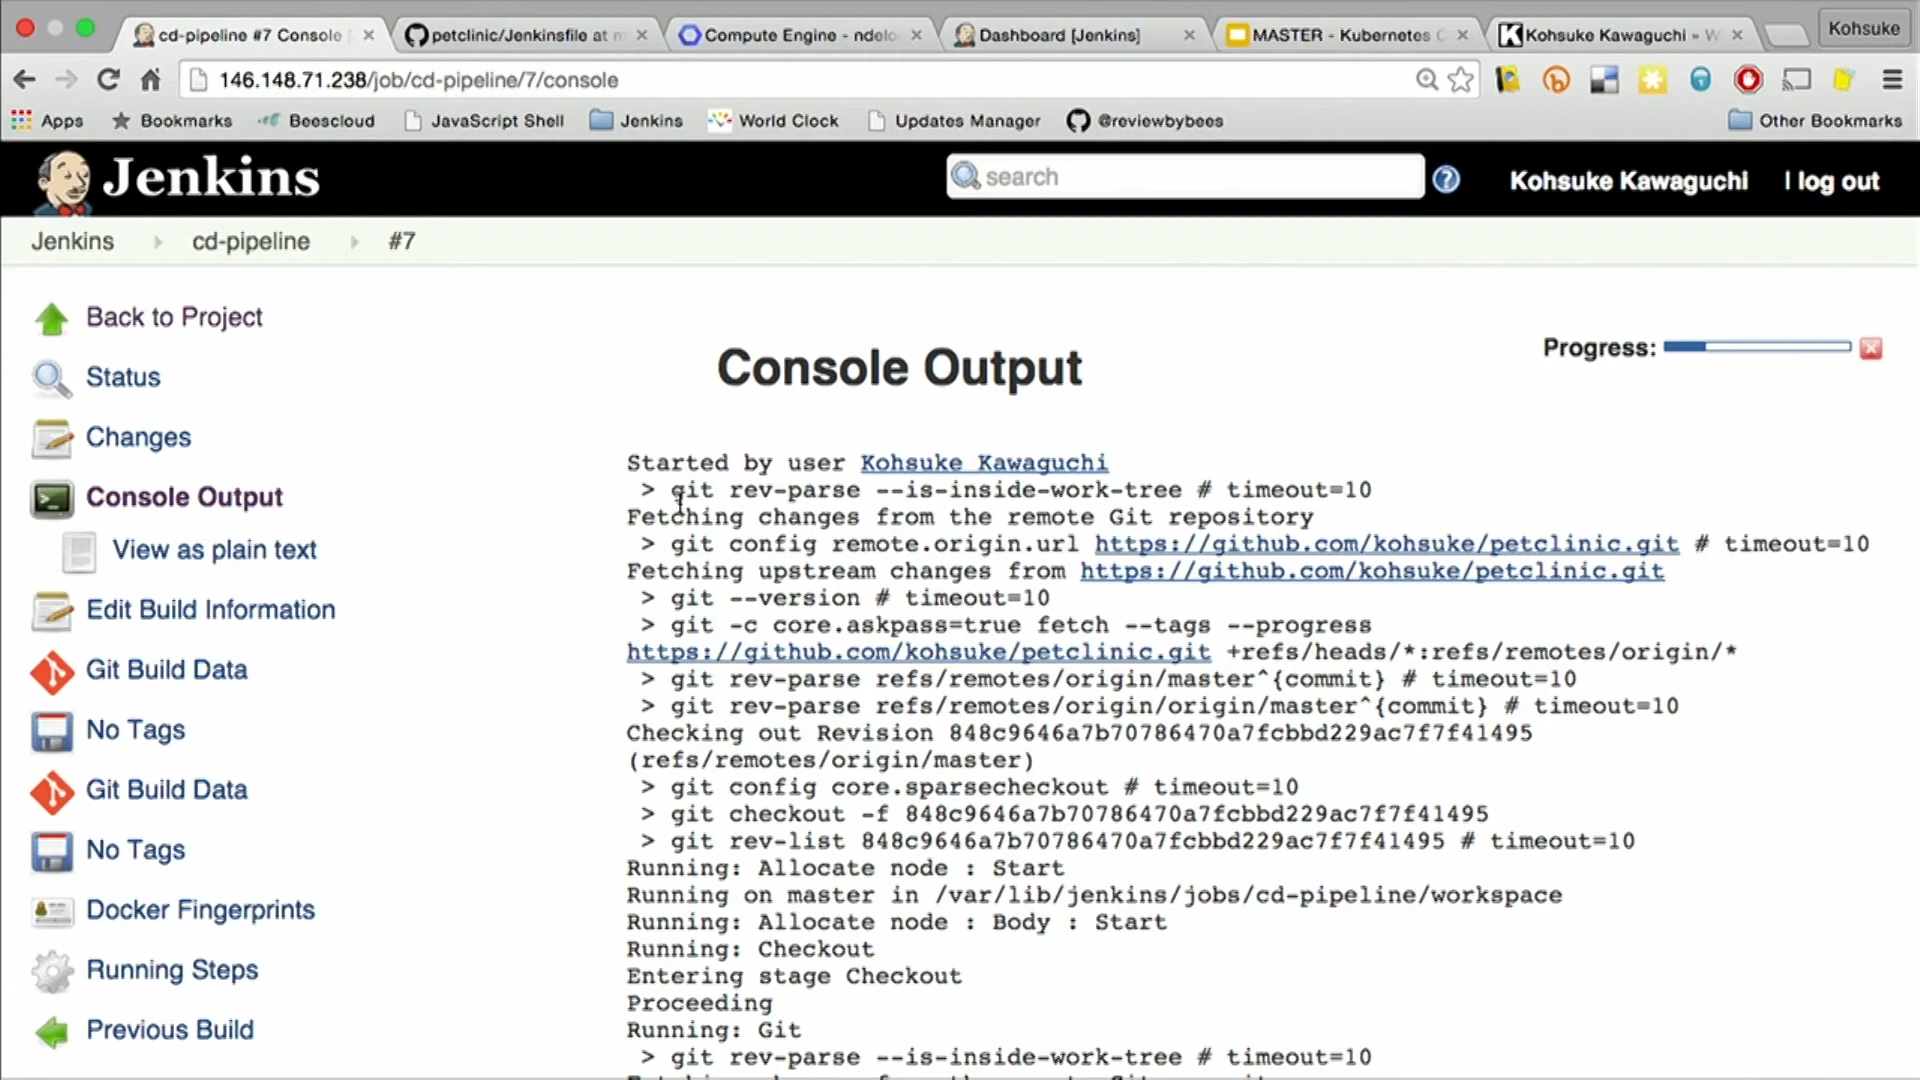 cd-pipeline #7 Console
petclinic/Jenkinsfile at m
Compute Engine - ndelo
Dashboard [Jenkins]
MASTER - Kubernetes C
Kohsuke Kawaguchi » W
Kohsuke
146.148.71.238/job/cd-pipeline/7/console
Apps
Bookmarks
Beescloud
JavaScript Shell
Jenkins
World Clock
Updates Manager
@reviewbybees
Other Bookmarks
Jenkins
search
Kohsuke Kawaguchi
| log out
Jenkins
cd-pipeline
#7
Back to Project
Status
Changes
Console Output
View as plain text
Edit Build Information
Git Build Data
No Tags
Git Build Data
No Tags
Docker Fingerprints
Running Steps
Previous Build
Console Output
Progress:
Started by user Kohsuke Kawaguchi
> git rev-parse --is-inside-work-tree # timeout=10
Fetching changes from the remote Git repository
> git config remote.origin.url https://github.com/kohsuke/petclinic.git # timeout=10
Fetching upstream changes from https://github.com/kohsuke/petclinic.git
> git --version # timeout=10
> git -c core.askpass=true fetch --tags --progress
https://github.com/kohsuke/petclinic.git +refs/heads/*:refs/remotes/origin/*
> git rev-parse refs/remotes/origin/master^{commit} # timeout=10
> git rev-parse refs/remotes/origin/origin/master^{commit} # timeout=10
Checking out Revision 848c9646a7b70786470a7fcbbd229ac7f7f41495
(refs/remotes/origin/master)
> git config core.sparsecheckout # timeout=10
> git checkout -f 848c9646a7b70786470a7fcbbd229ac7f7f41495
> git rev-list 848c9646a7b70786470a7fcbbd229ac7f7f41495 # timeout=10
Running: Allocate node : Start
Running on master in /var/lib/jenkins/jobs/cd-pipeline/workspace
Running: Allocate node : Body : Start
Running: Checkout
Entering stage Checkout
Proceeding
Running: Git
> git rev-parse --is-inside-work-tree # timeout=10